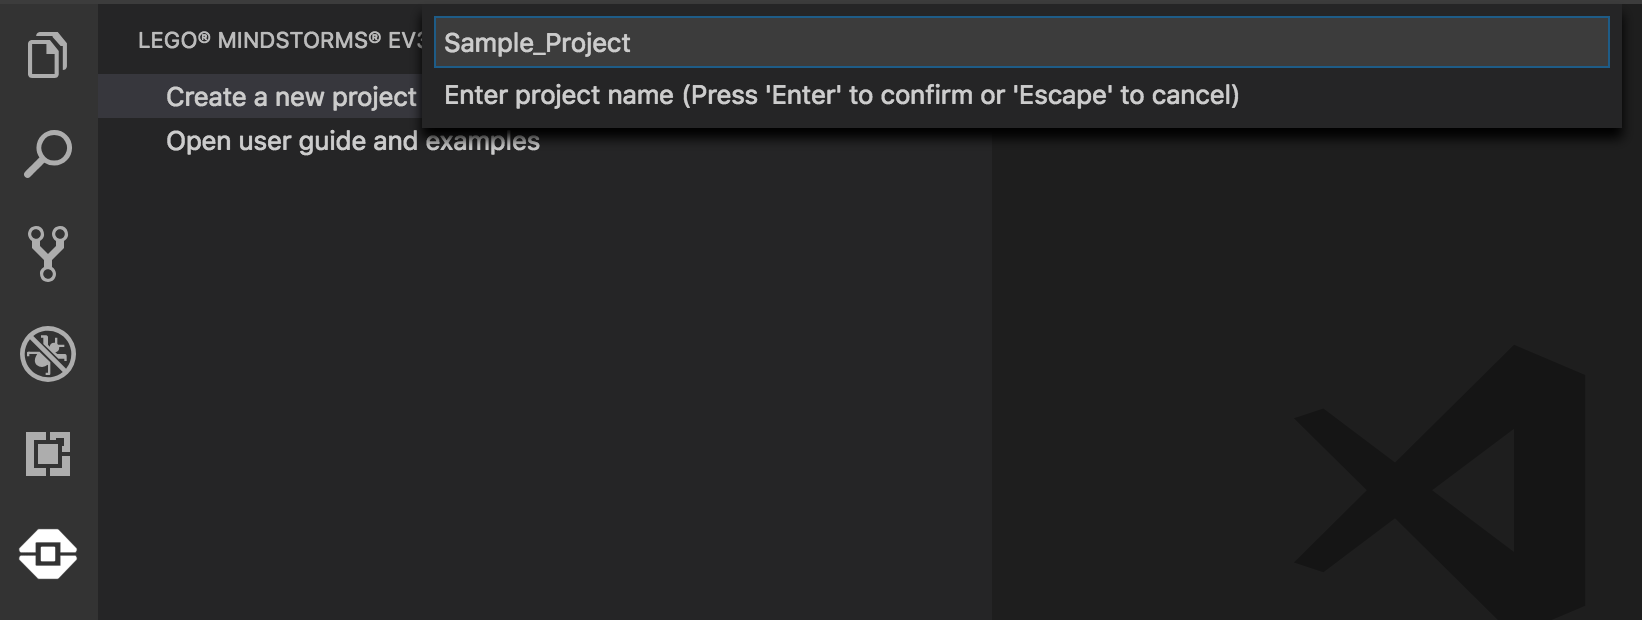 LEGO® MINDSTORMS® EV3
Sample_Project
Create a new project
Enter project name (Press 'Enter' to confirm or 'Escape' to cancel)
Open user guide and examples